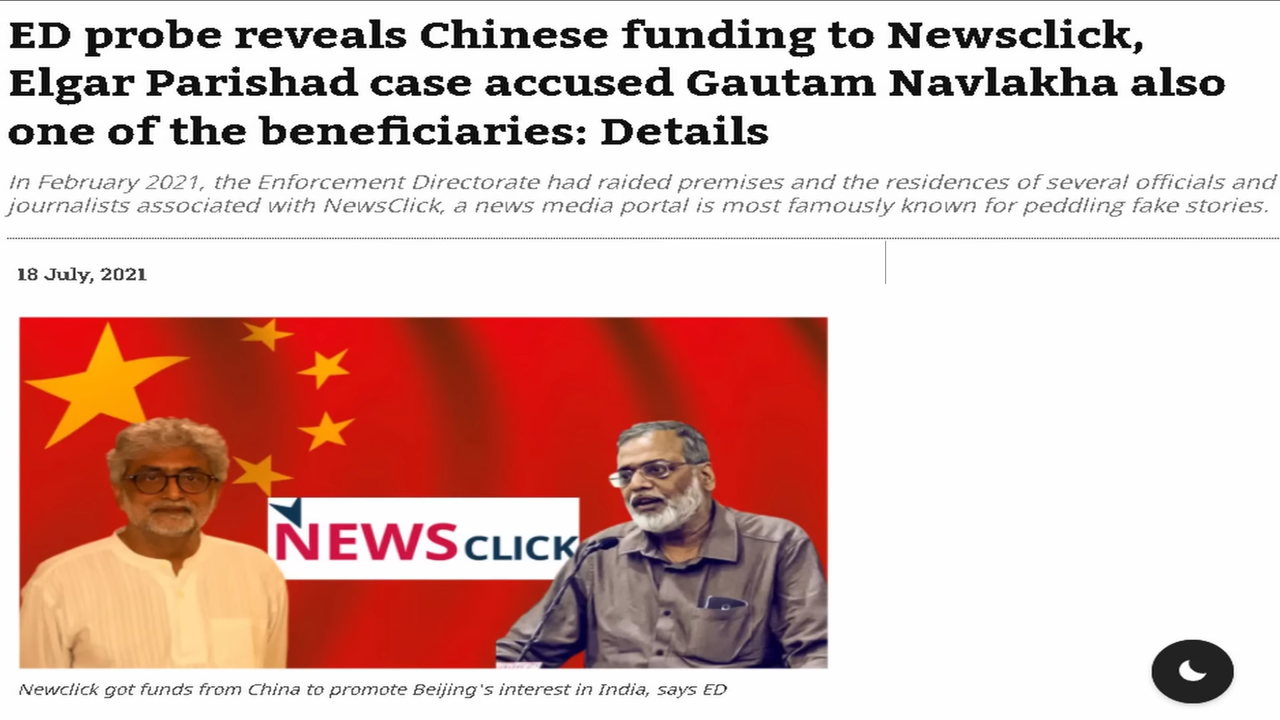 ED probe reveals Chinese funding to Newsclick,
Elgar Parishad case accused Gautam Navlakha also
one of the beneficiaries: Details
In February 2021, the Enforcement Directorate had raided premises and the residences of several officials and
journalists associated with NewsClick, a news media portal is most famously known for peddling fake stories.
18 July, 2021
NEWSCLICK
Newclick got funds from China to promote Beijing's interest in India, says ED